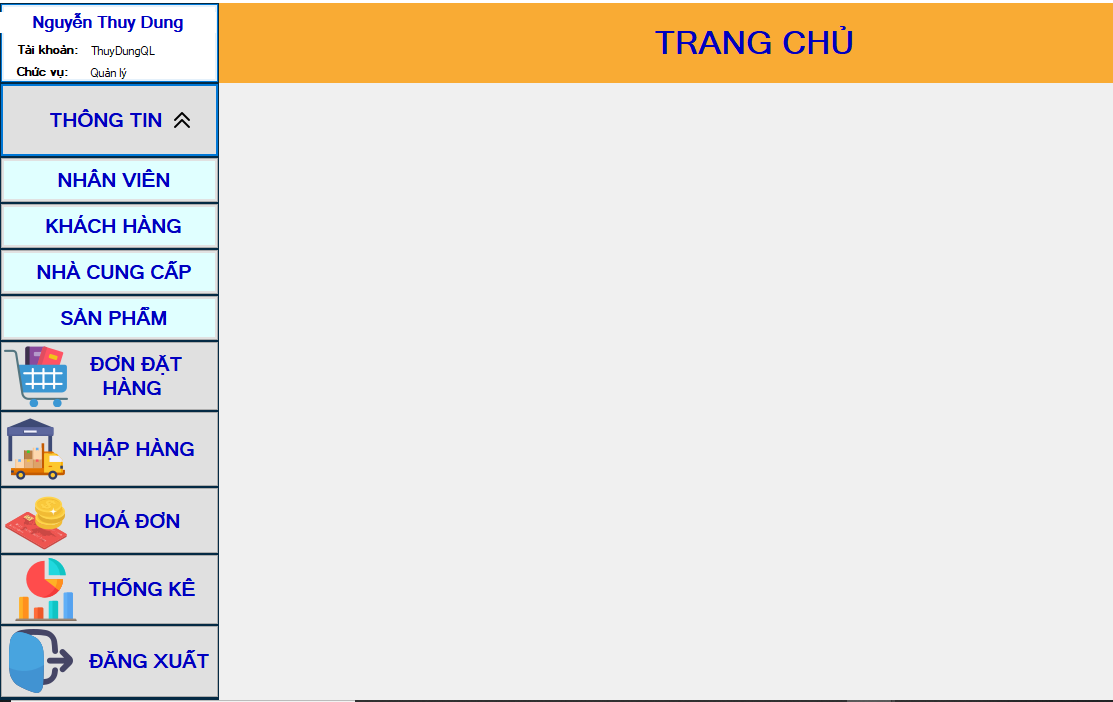 Nguyễn Thuy Dung
Tài khoản: ThuyDungQL
Chức vụ: Quản lý
TRANG CHỦ
THÔNG TIN
NHÂN VIÊN
KHÁCH HÀNG
NHÀ CUNG CẤP
SẢN PHẨM
ĐƠN ĐẶT
HÀNG
NHẬP HÀNG
HOÁ ĐƠN
THỐNG KÊ
ĐĂNG XUẤT